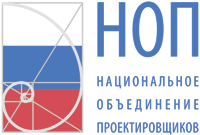 НОП
НАЦИОНАЛЬНОЕ
ОБЪЕДИНЕНИЕ
ПРОЕКТИРОВЩИКОВ